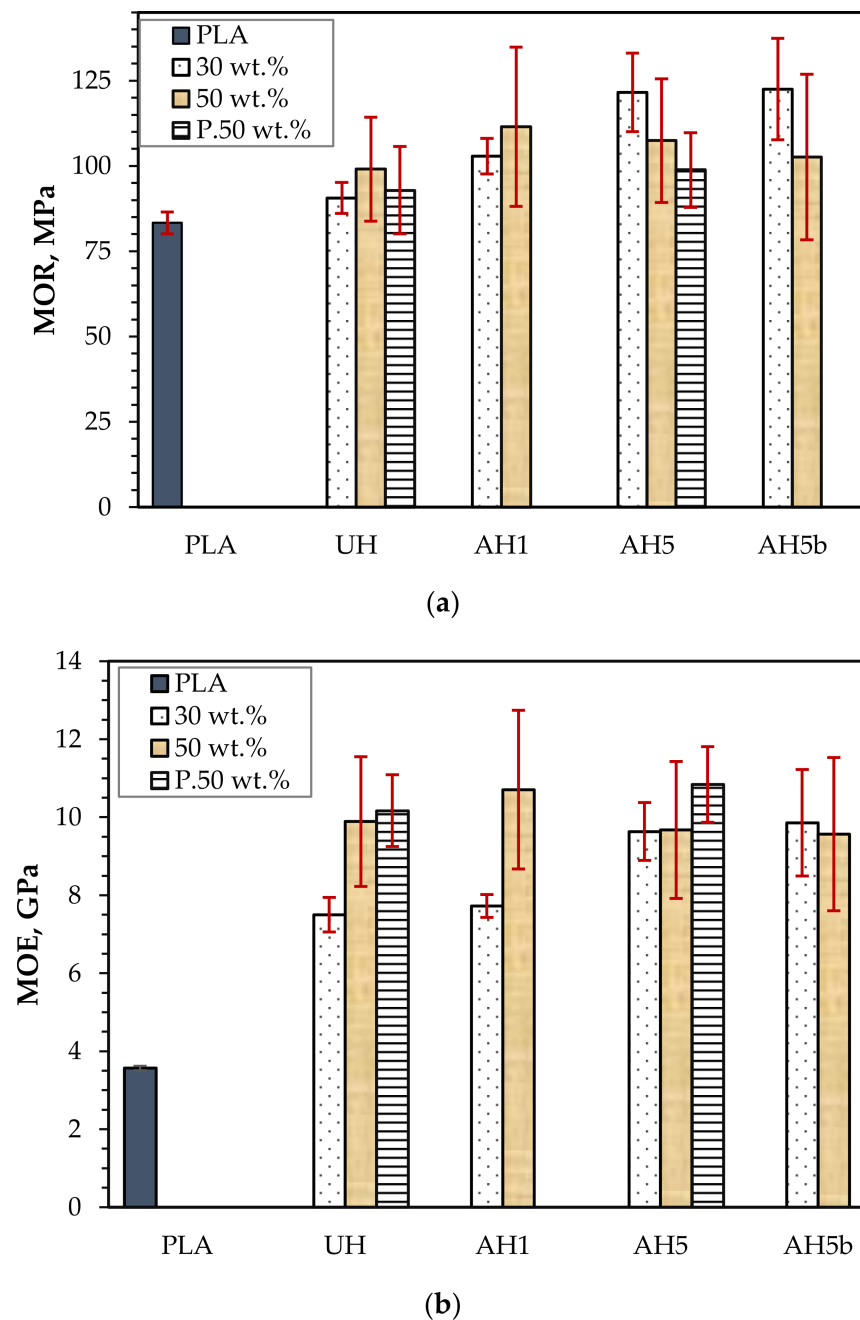 PLA
30 wt.%
50 wt.%
P.50 wt.%
MOR, MPa
125
100
75
50
25
0
PLA UH AH1 AH5 AH5b
(a)
PLA
30 wt.%
50 wt.%
P.50 wt.%
MOE, GPa
14
12
10
8
6
4
2
0
PLA UH AH1 AH5 AH5b
(b)